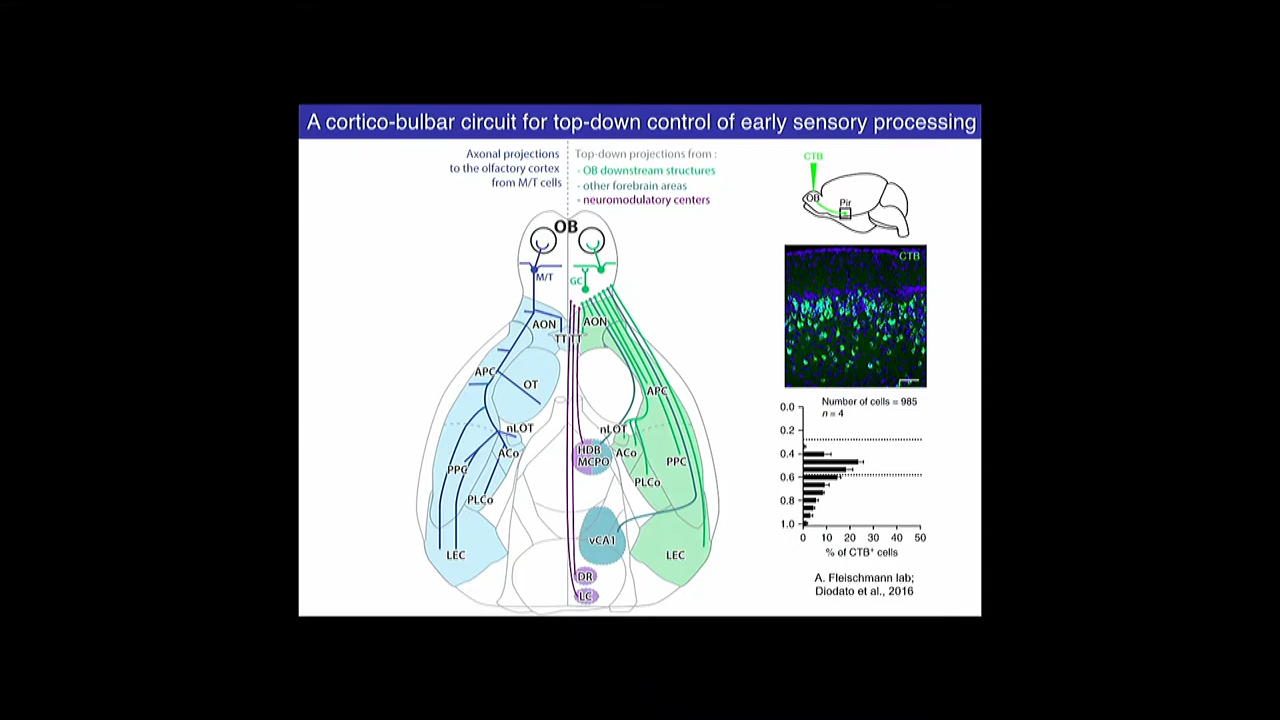 A cortico-bulbar circuit for top-down control of early sensory processing
Axonal projections
to the olfactory cortex
from M/T cells
Top-down projections from :
- OB downstream structures
- other forebrain areas
- neuromodulatory centers
OB
M/T
GC
AON
AON
TT
TT
APC
OT
APC
nLOT
nLOT
ACo
HDB
MCPO
ACo
PPC
PPC
PLCo
PLCo
vCA1
LEC
LEC
DR
LC
CTB
OB
Pir
CTB
Number of cells = 985
n = 4
0.0
0.2
0.4
0.6
0.8
1.0
0 10 20 30 40 50
% of CTB⁺ cells
A. Fleischmann lab;
Diodato et al., 2016